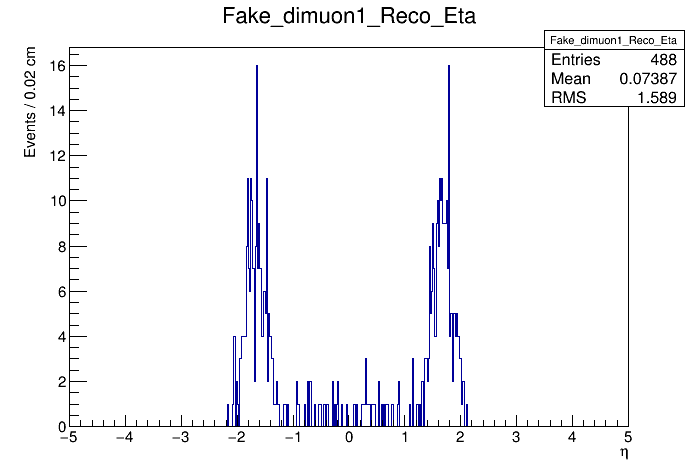 Fake_dimuon1_Reco_Eta
Fake_dimuon1_Reco_Eta
Entries 488
Mean 0.07387
RMS 1.589
Events / 0.02 cm
16
14
12
10
8
6
4
2
0
−5 −4 −3 −2 −1 0 1 2 3 4 5
η